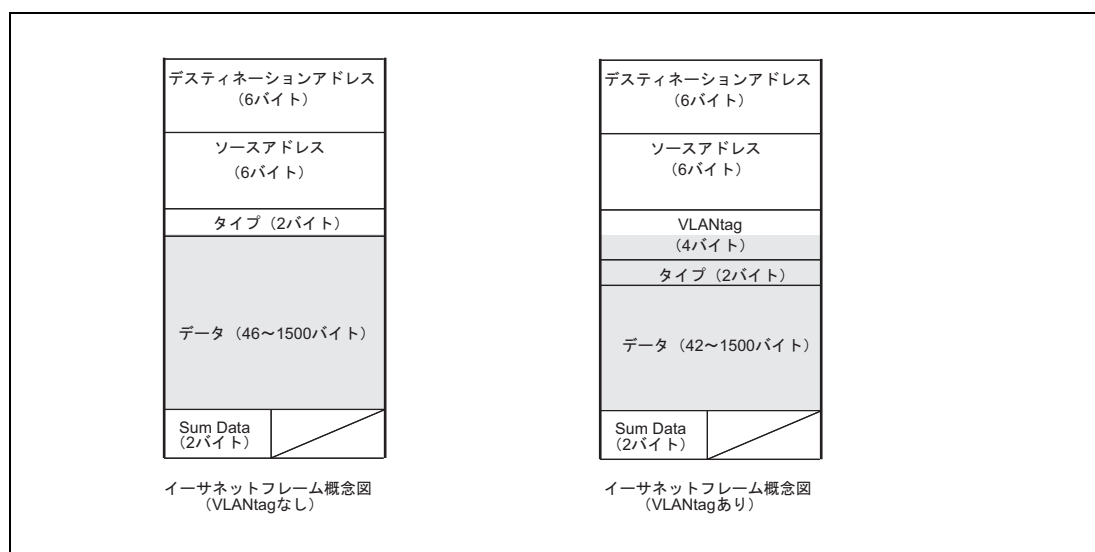 デスティネーションアドレス
(6バイト)
ソースアドレス
(6バイト)
タイプ (2バイト)
データ (46~1500バイト)
Sum Data
(2バイト)
イーサネットフレーム概念図
(VLANtagなし)
デスティネーションアドレス
(6バイト)
ソースアドレス
(6バイト)
VLANtag
(4バイト)
タイプ (2バイト)
データ (42~1500バイト)
Sum Data
(2バイト)
イーサネットフレーム概念図
(VLANtagあり)